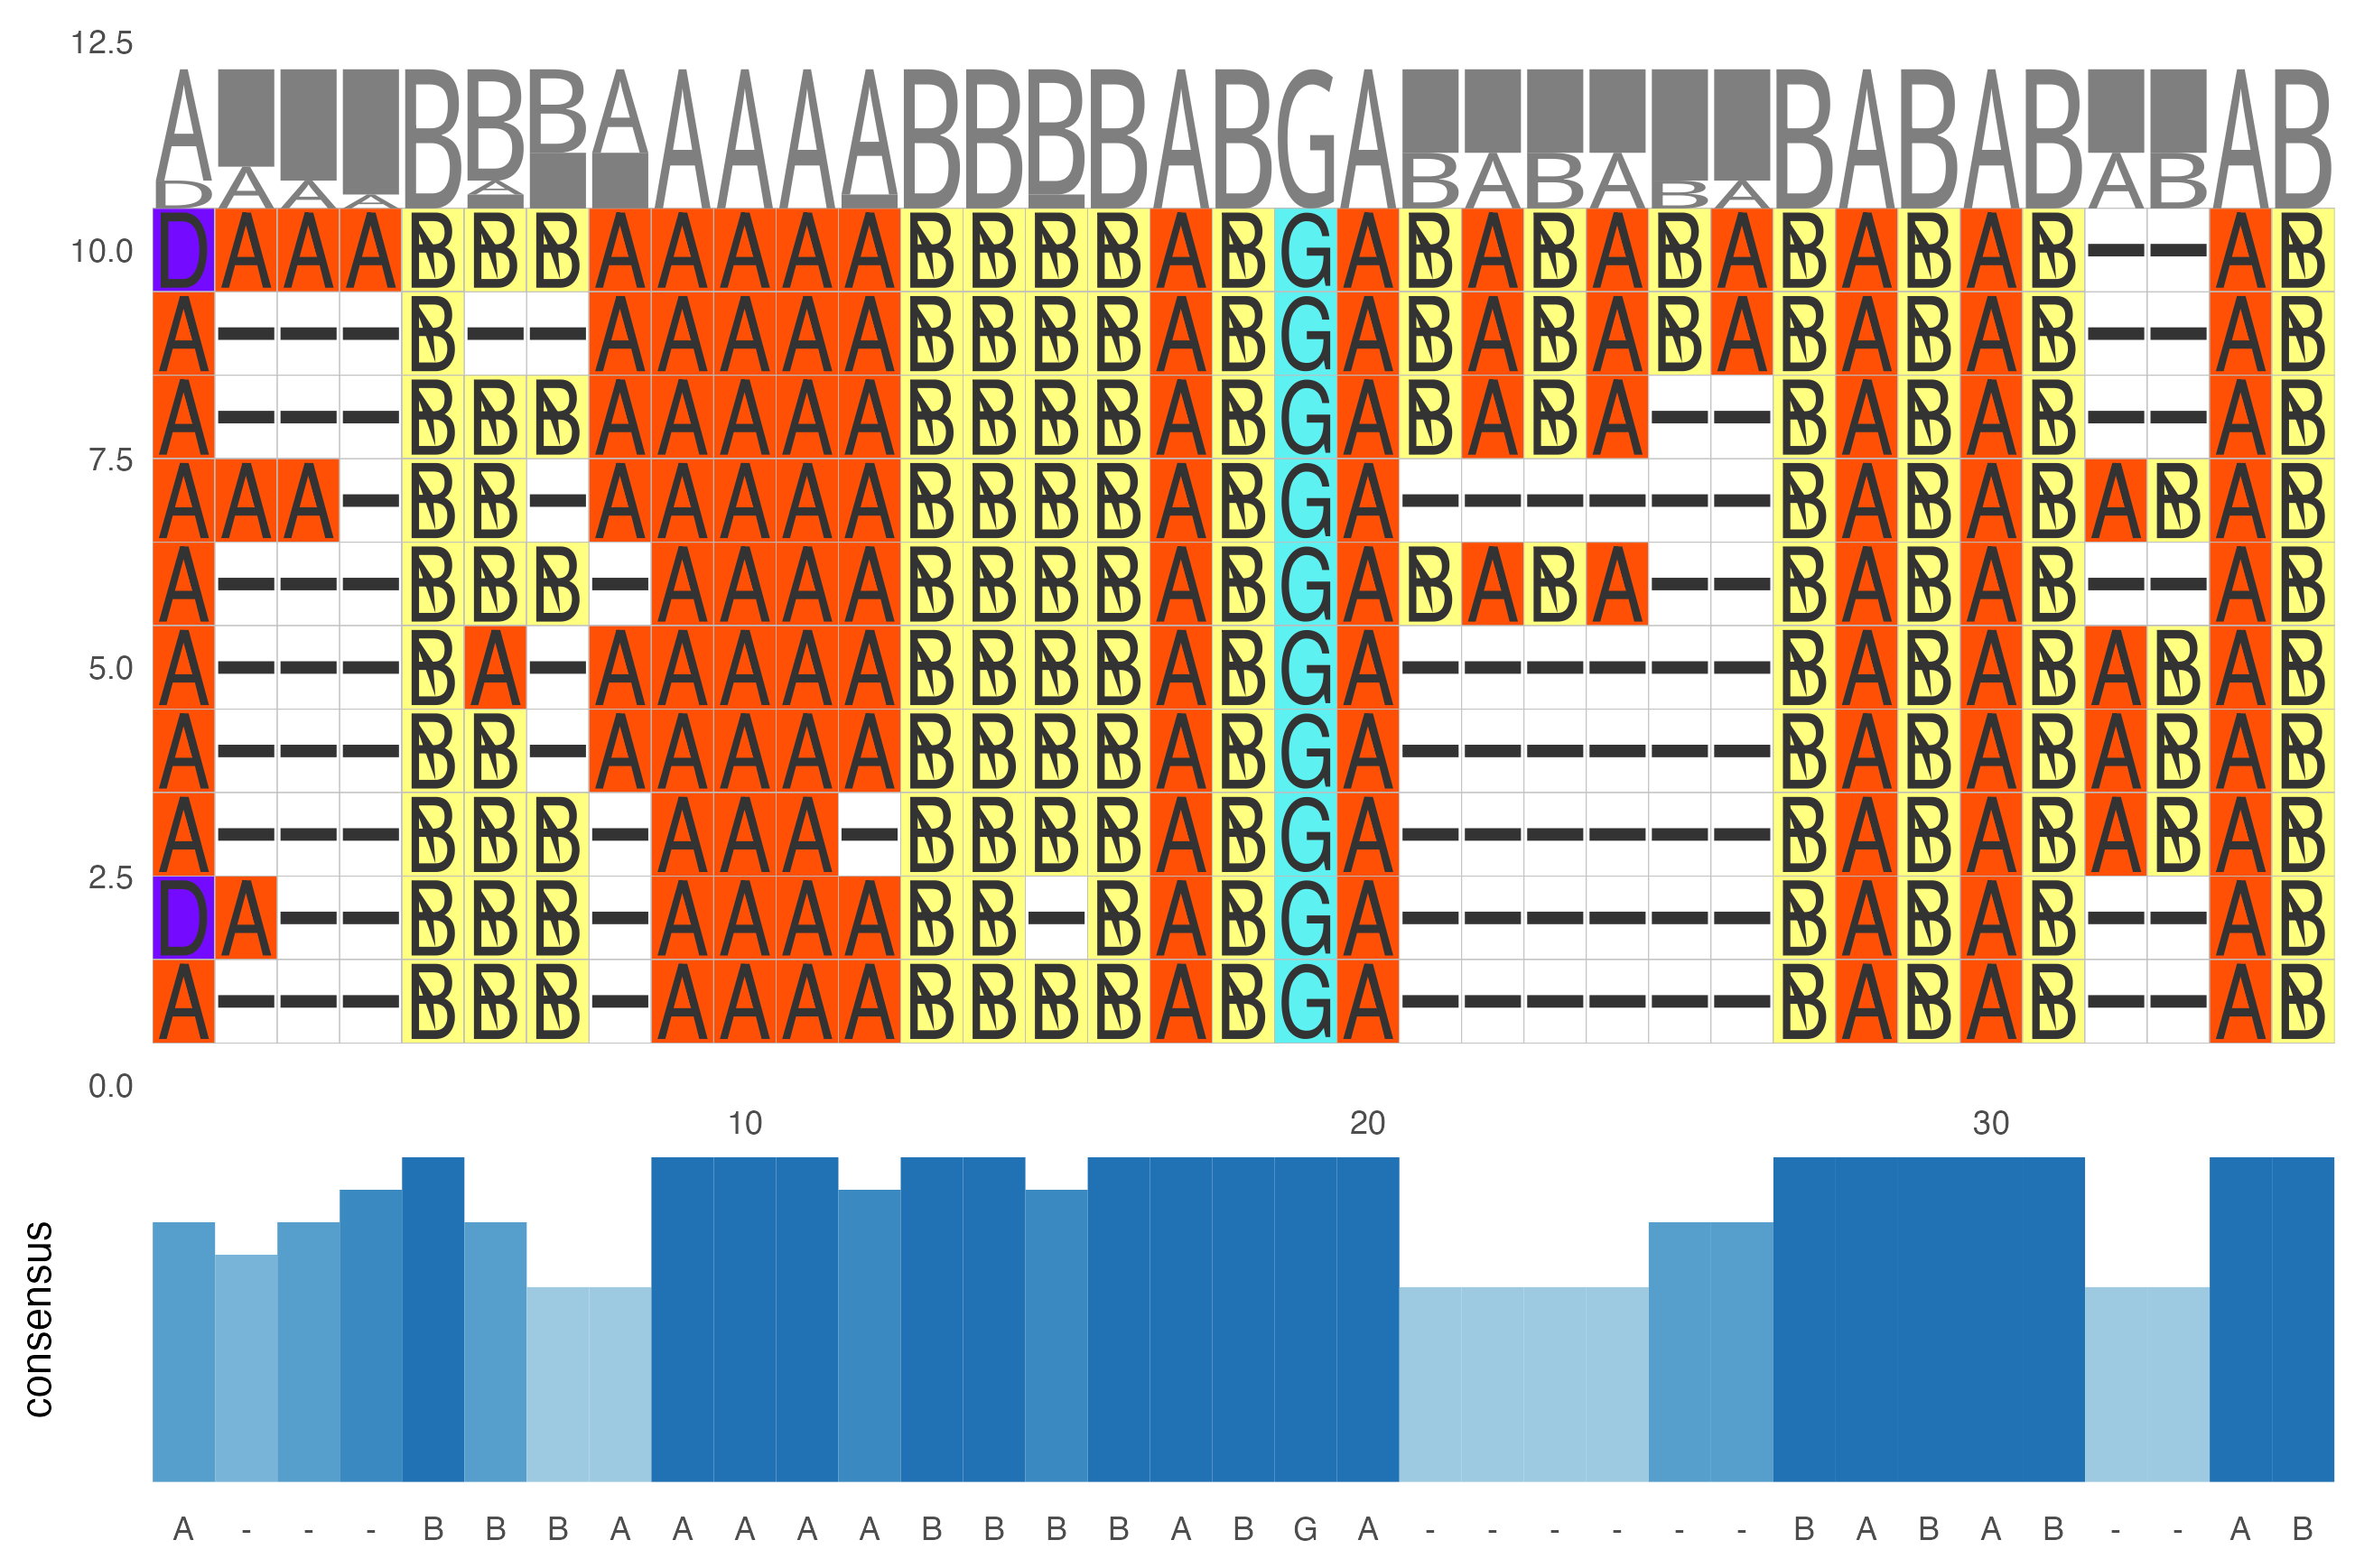 12.5
A B B B A A A A A B B B B A B G A B A B A B A B
D A A A A B A B A B A A B
10.0
D A A A B B B A A A A A B B B B A B G A B A B A B A B A B A B - - A B
A - - - B - - A A A A A B B B B A B G A B A B A B A B A B A B - - A B
A - - - B B B A A A A A B B B B A B G A B A B A - - B A B A B - - A B
7.5
A A A - B B - A A A A A B B B B A B G A - - - - - - B A B A B A B A B
A - - - B B B - A A A A B B B B A B G A B A B A - - B A B A B - - A B
5.0
A - - - B A - A A A A A B B B B A B G A - - - - - - B A B A B A B A B
A - - - B B - A A A A A B B B B A B G A - - - - - - B A B A B A B A B
A - - - B B B - A A A - B B B B A B G A - - - - - - B A B A B A B A B
2.5
D A - - B B B - A A A A B B - B A B G A - - - - - - B A B A B - - A B
A - - - B B B - A A A A B B B B A B G A - - - - - - B A B A B - - A B
0.0
10 20 30
consensus
A - - - B B B A A A A A B B B B A B G A - - - - - - B A B A B - - A B